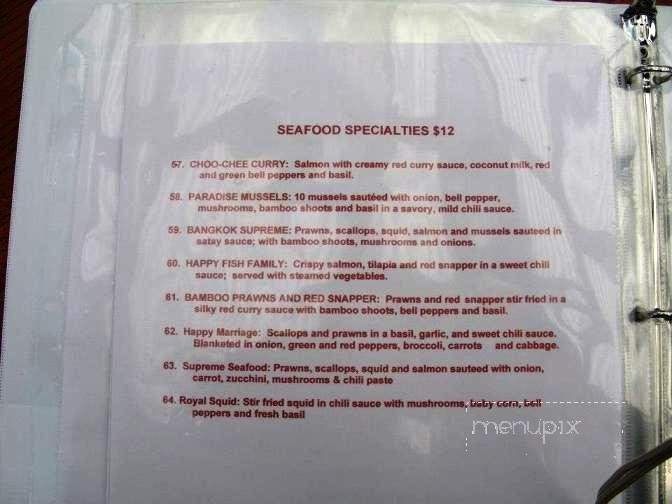 SEAFOOD SPECIALTIES $12
57. CHOO-CHEE CURRY: Salmon with creamy red curry sauce, coconut milk, red
and green bell peppers and basil.
58. PARADISE MUSSELS: 10 mussels sautéed with onion, bell pepper,
mushrooms, bamboo shoots and basil in a savory, mild chili sauce.
59. BANGKOK SUPREME: Prawns, scallops, squid, salmon and mussels sauteed in
satay sauce; with bamboo shoots, mushrooms and onions.
60. HAPPY FISH FAMILY: Crispy salmon, tilapia and red snapper in a sweet chili
sauce; served with steamed vegetables.
61. BAMBOO PRAWNS AND RED SNAPPER: Prawns and red snapper stir fried in a
silky red curry sauce with bamboo shoots, bell peppers and basil.
62. Happy Marriage: Scallops and prawns in a basil, garlic, and sweet chili sauce.
Blanketed in onion, green and red peppers, broccoli, carrots and cabbage.
63. Supreme Seafood: Prawns, scallops, squid and salmon sauteed with onion,
carrot, zucchini, mushrooms & chili paste
64. Royal Squid: Stir fried squid in chili sauce with mushrooms, baby corn, bell
peppers and fresh basil
menupix